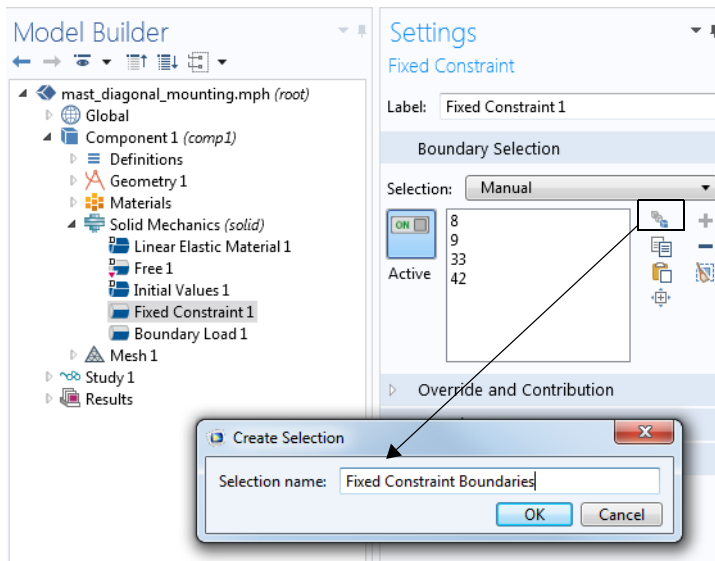 Model Builder
mast_diagonal_mounting.mph (root)
Global
Component 1 (comp1)
Definitions
Geometry 1
Materials
Solid Mechanics (solid)
Linear Elastic Material 1
Free 1
Initial Values 1
Fixed Constraint 1
Boundary Load 1
Mesh 1
Study 1
Results
Settings
Fixed Constraint
Label: Fixed Constraint 1
Boundary Selection
Selection: Manual
ON
Active
8
9
33
42
Override and Contribution
Create Selection
Selection name: Fixed Constraint Boundaries
OK Cancel